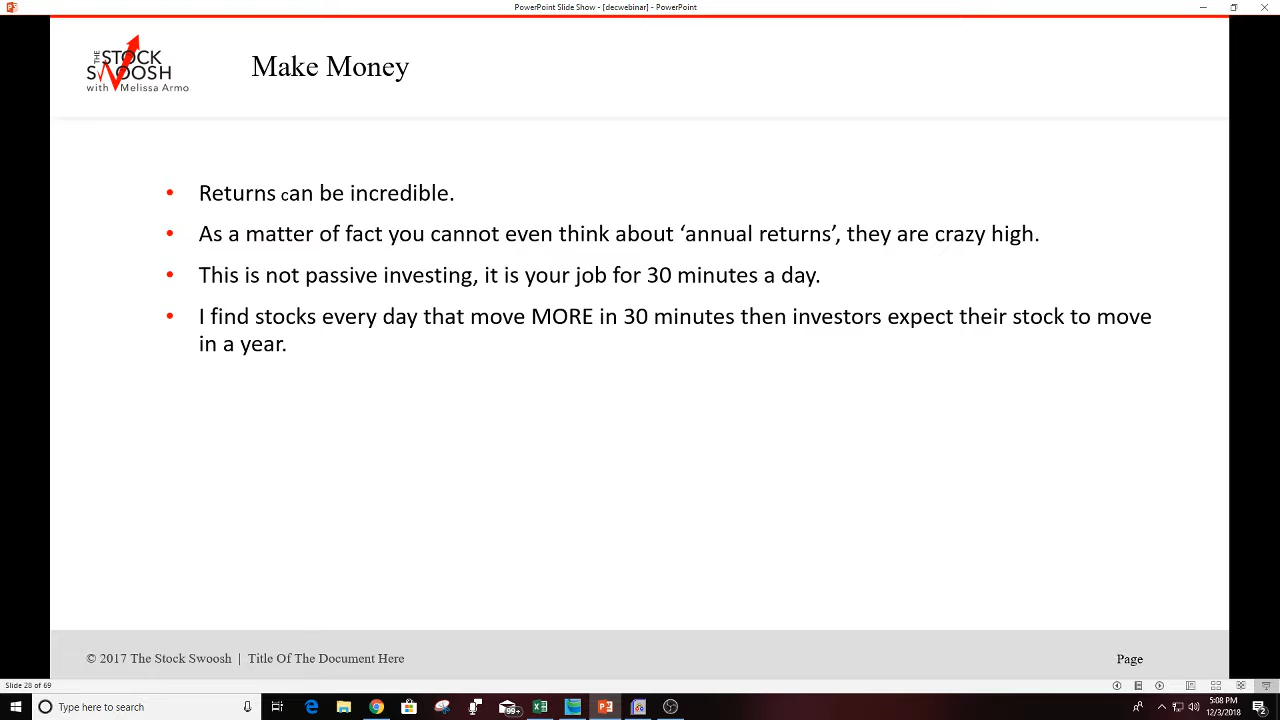 PowerPoint Slide Show - [decwebinar] - PowerPoint
THE STOCK
SWOOSH
with Melissa Armo
Make Money
• Returns can be incredible.
• As a matter of fact you cannot even think about ‘annual returns’, they are crazy high.
• This is not passive investing, it is your job for 30 minutes a day.
• I find stocks every day that move MORE in 30 minutes then investors expect their stock to move
in a year.
© 2017 The Stock Swoosh | Title Of The Document Here
Page
Slide 28 of 69
Type here to search
99+
5:08 PM
12/3/2018
2